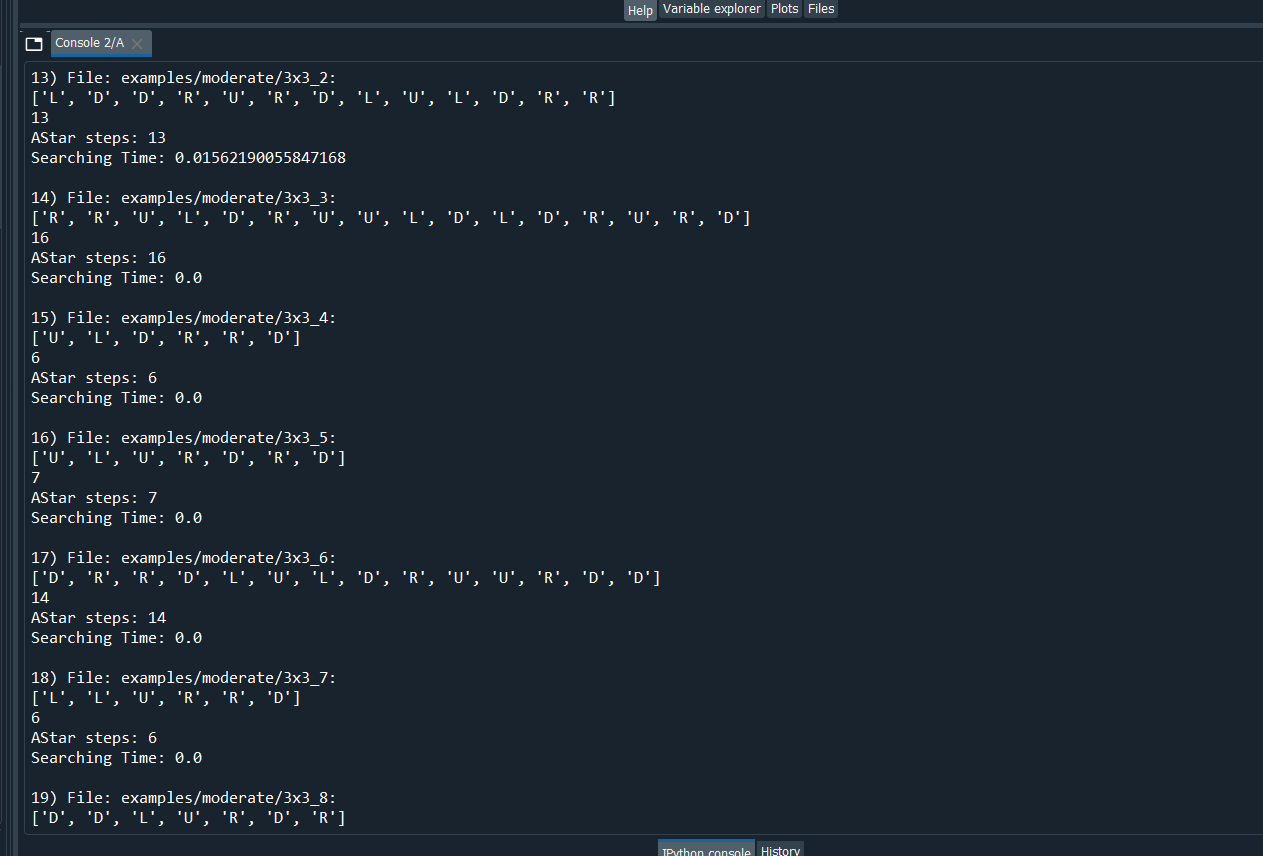 Help Variable explorer Plots Files
Console 2/A
13) File: examples/moderate/3x3_2:
['L', 'D', 'D', 'R', 'U', 'R', 'D', 'L', 'U', 'L', 'D', 'R', 'R']
13
AStar steps: 13
Searching Time: 0.01562190055847168
14) File: examples/moderate/3x3_3:
['R', 'R', 'U', 'L', 'D', 'R', 'U', 'U', 'L', 'D', 'L', 'D', 'R', 'U', 'R', 'D']
16
AStar steps: 16
Searching Time: 0.0
15) File: examples/moderate/3x3_4:
['U', 'L', 'D', 'R', 'R', 'D']
6
AStar steps: 6
Searching Time: 0.0
16) File: examples/moderate/3x3_5:
['U', 'L', 'U', 'R', 'D', 'R', 'D']
7
AStar steps: 7
Searching Time: 0.0
17) File: examples/moderate/3x3_6:
['D', 'R', 'R', 'D', 'L', 'U', 'L', 'D', 'R', 'U', 'U', 'R', 'D', 'D']
14
AStar steps: 14
Searching Time: 0.0
18) File: examples/moderate/3x3_7:
['L', 'L', 'U', 'R', 'R', 'D']
6
AStar steps: 6
Searching Time: 0.0
19) File: examples/moderate/3x3_8:
['D', 'D', 'L', 'U', 'R', 'D', 'R']
IPython console History